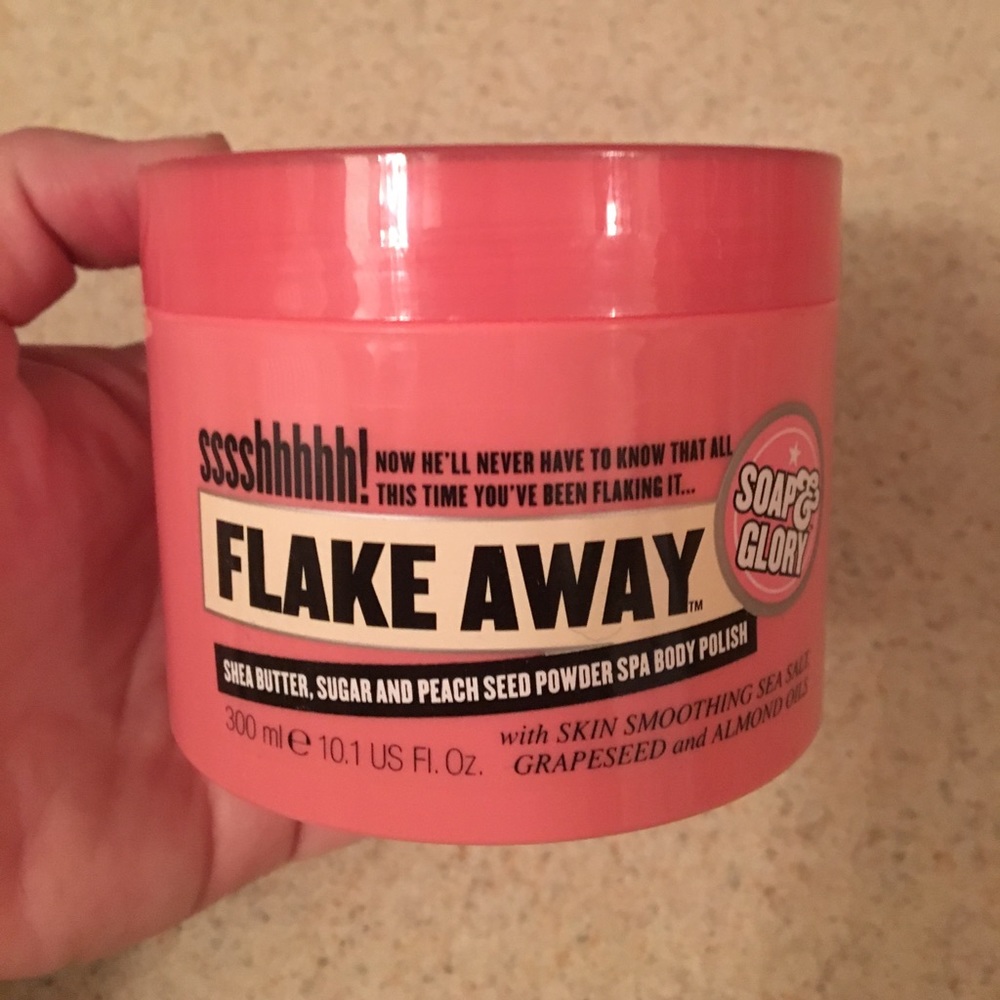 sssshhhhhh! NOW HE'LL NEVER HAVE TO KNOW THAT ALL
THIS TIME YOU'VE BEEN FLAKING IT...
SOAP &
GLORY
FLAKE AWAY™
SHEA BUTTER, SUGAR AND PEACH SEED POWDER SPA BODY POLISH
300 ml e 10.1 US Fl. Oz.
with SKIN SMOOTHING SEA SALT,
GRAPESEED and ALMOND OILS